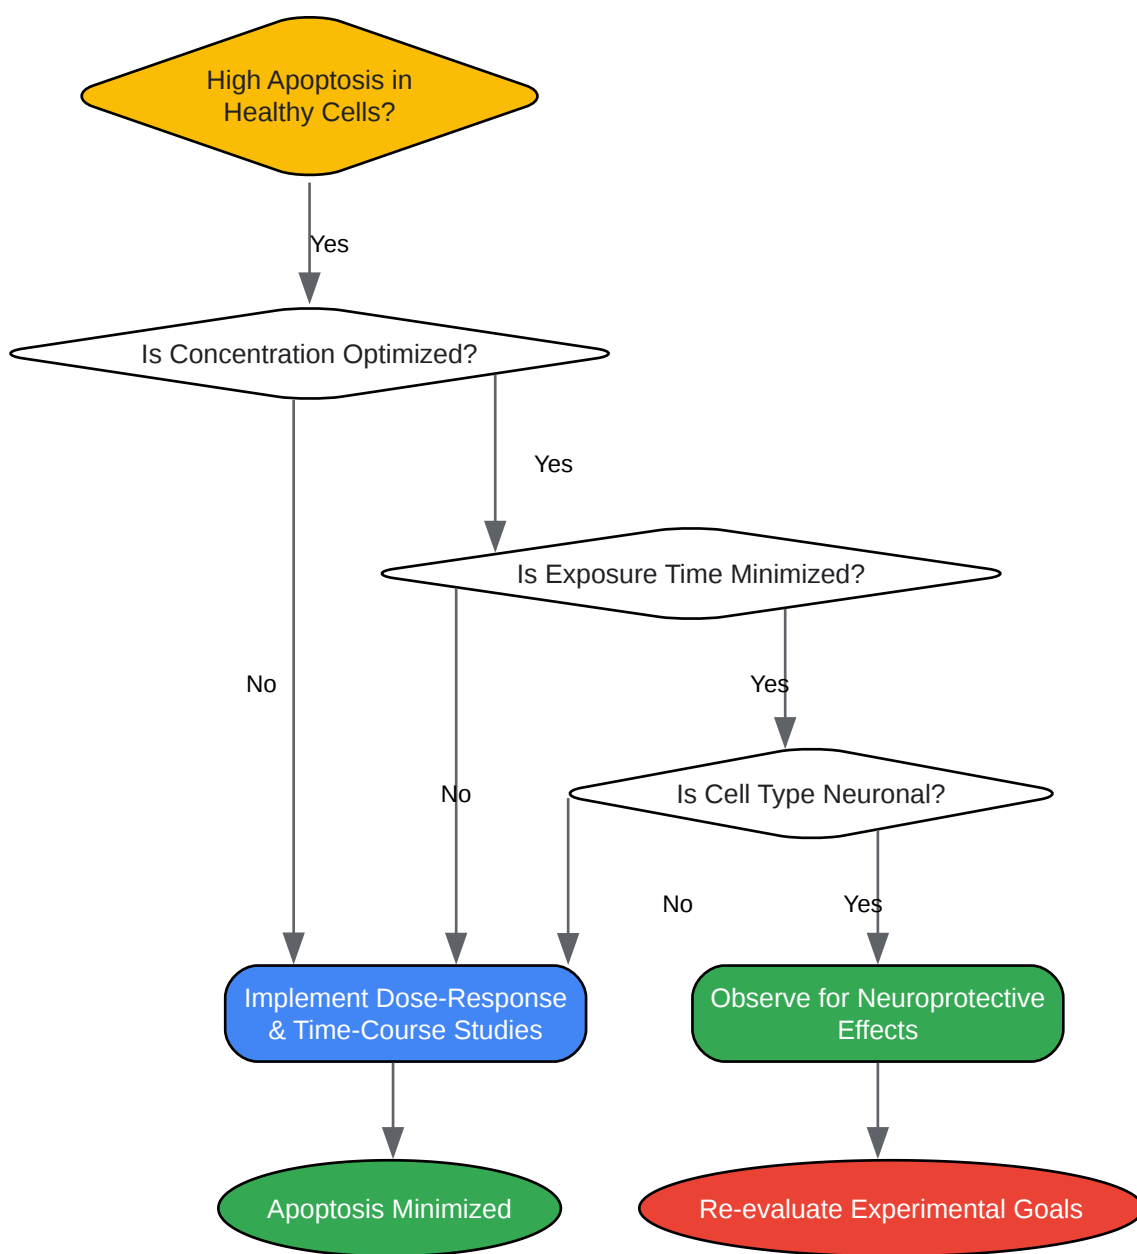 High Apoptosis in
Healthy Cells?
Yes
Is Concentration Optimized?
Yes
Is Exposure Time Minimized?
No
Yes
No
Is Cell Type Neuronal?
No
Yes
Implement Dose-Response
& Time-Course Studies
Observe for Neuroprotective
Effects
Apoptosis Minimized
Re-evaluate Experimental Goals